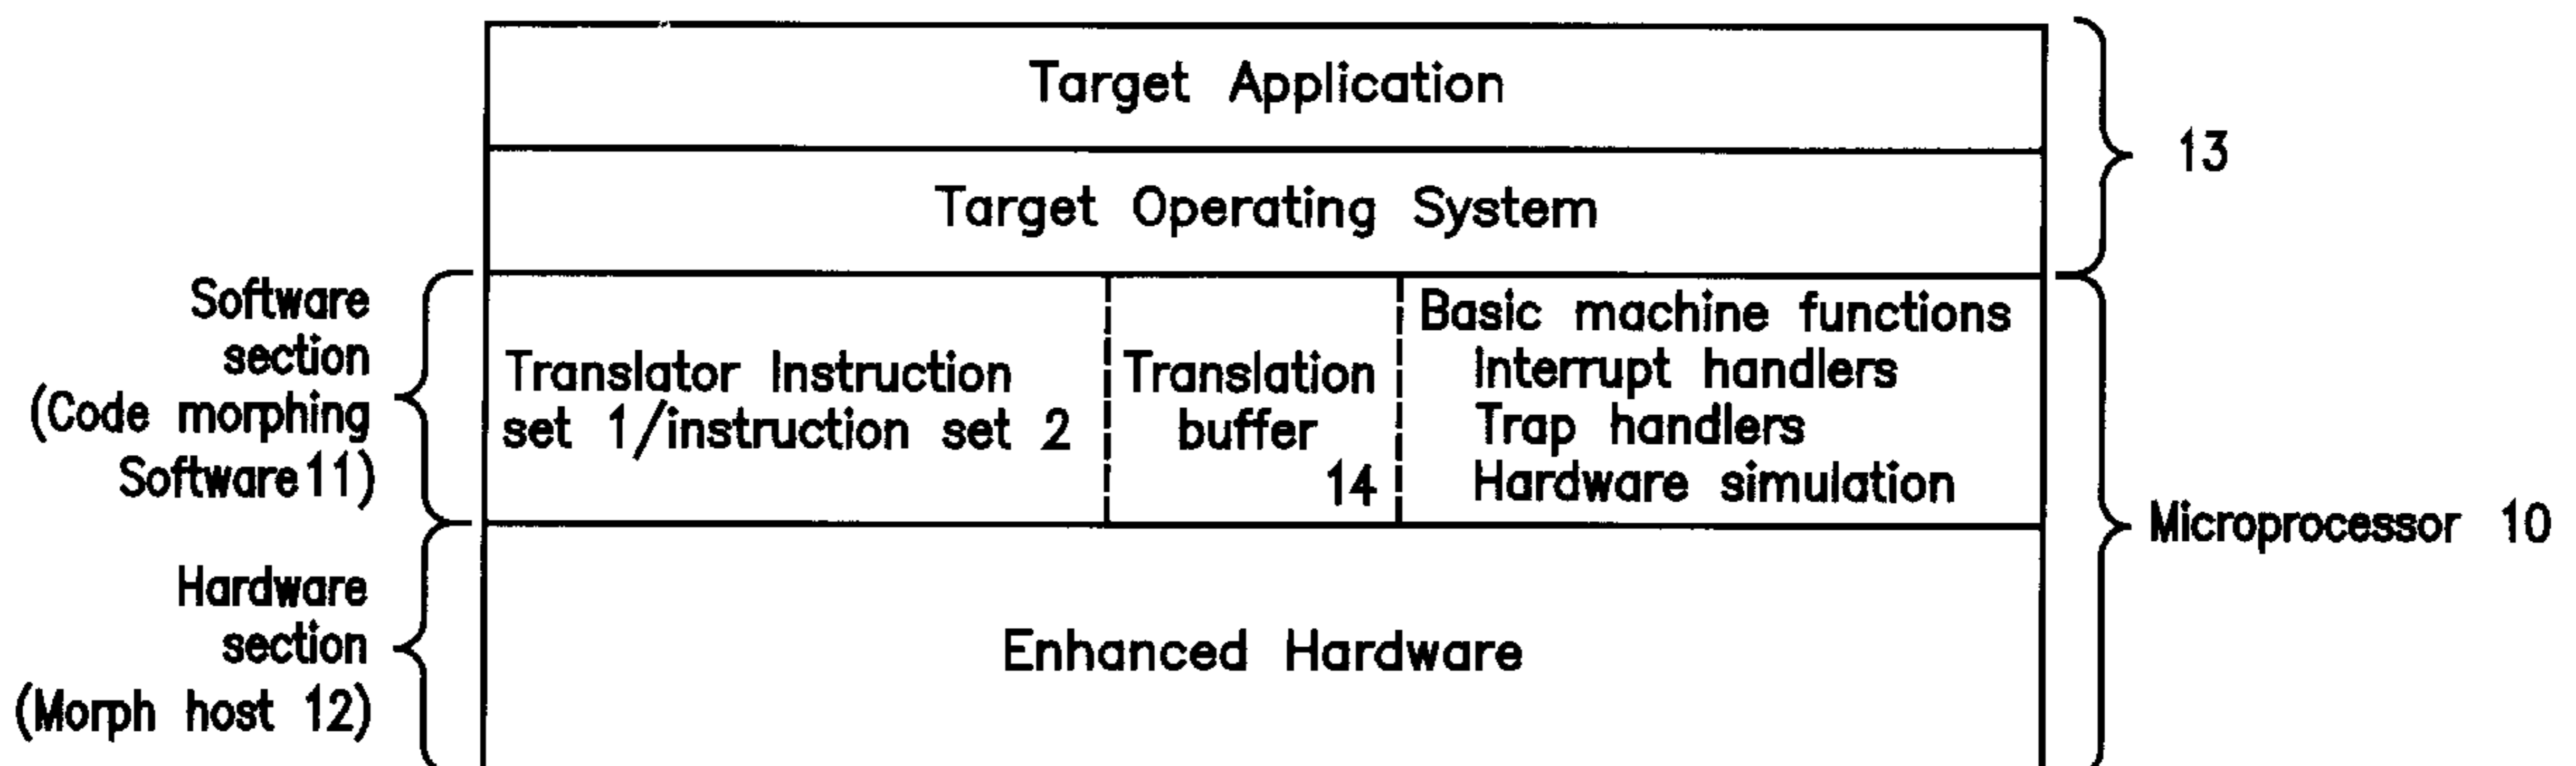 Target Application
13
Target Operating System
Software
section
(Code morphing
Software 11)
Translator Instruction
set 1/instruction set 2
Translation
buffer
14
Basic machine functions
Interrupt handlers
Trap handlers
Hardware simulation
Microprocessor 10
Hardware
section
(Morph host 12)
Enhanced Hardware